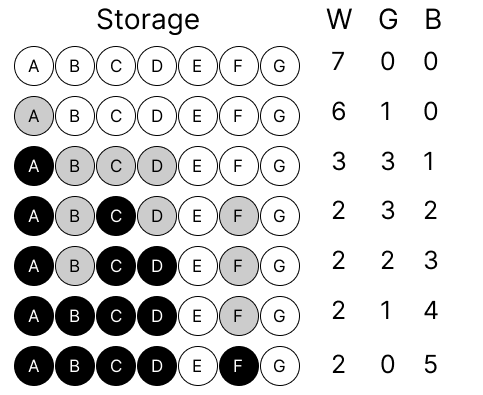 Storage W G B
A B C D E F G 7 0 0
A B C D E F G 6 1 0
A B C D E F G 3 3 1
A B C D E F G 2 3 2
A B C D E F G 2 2 3
A B C D E F G 2 1 4
A B C D E F G 2 0 5